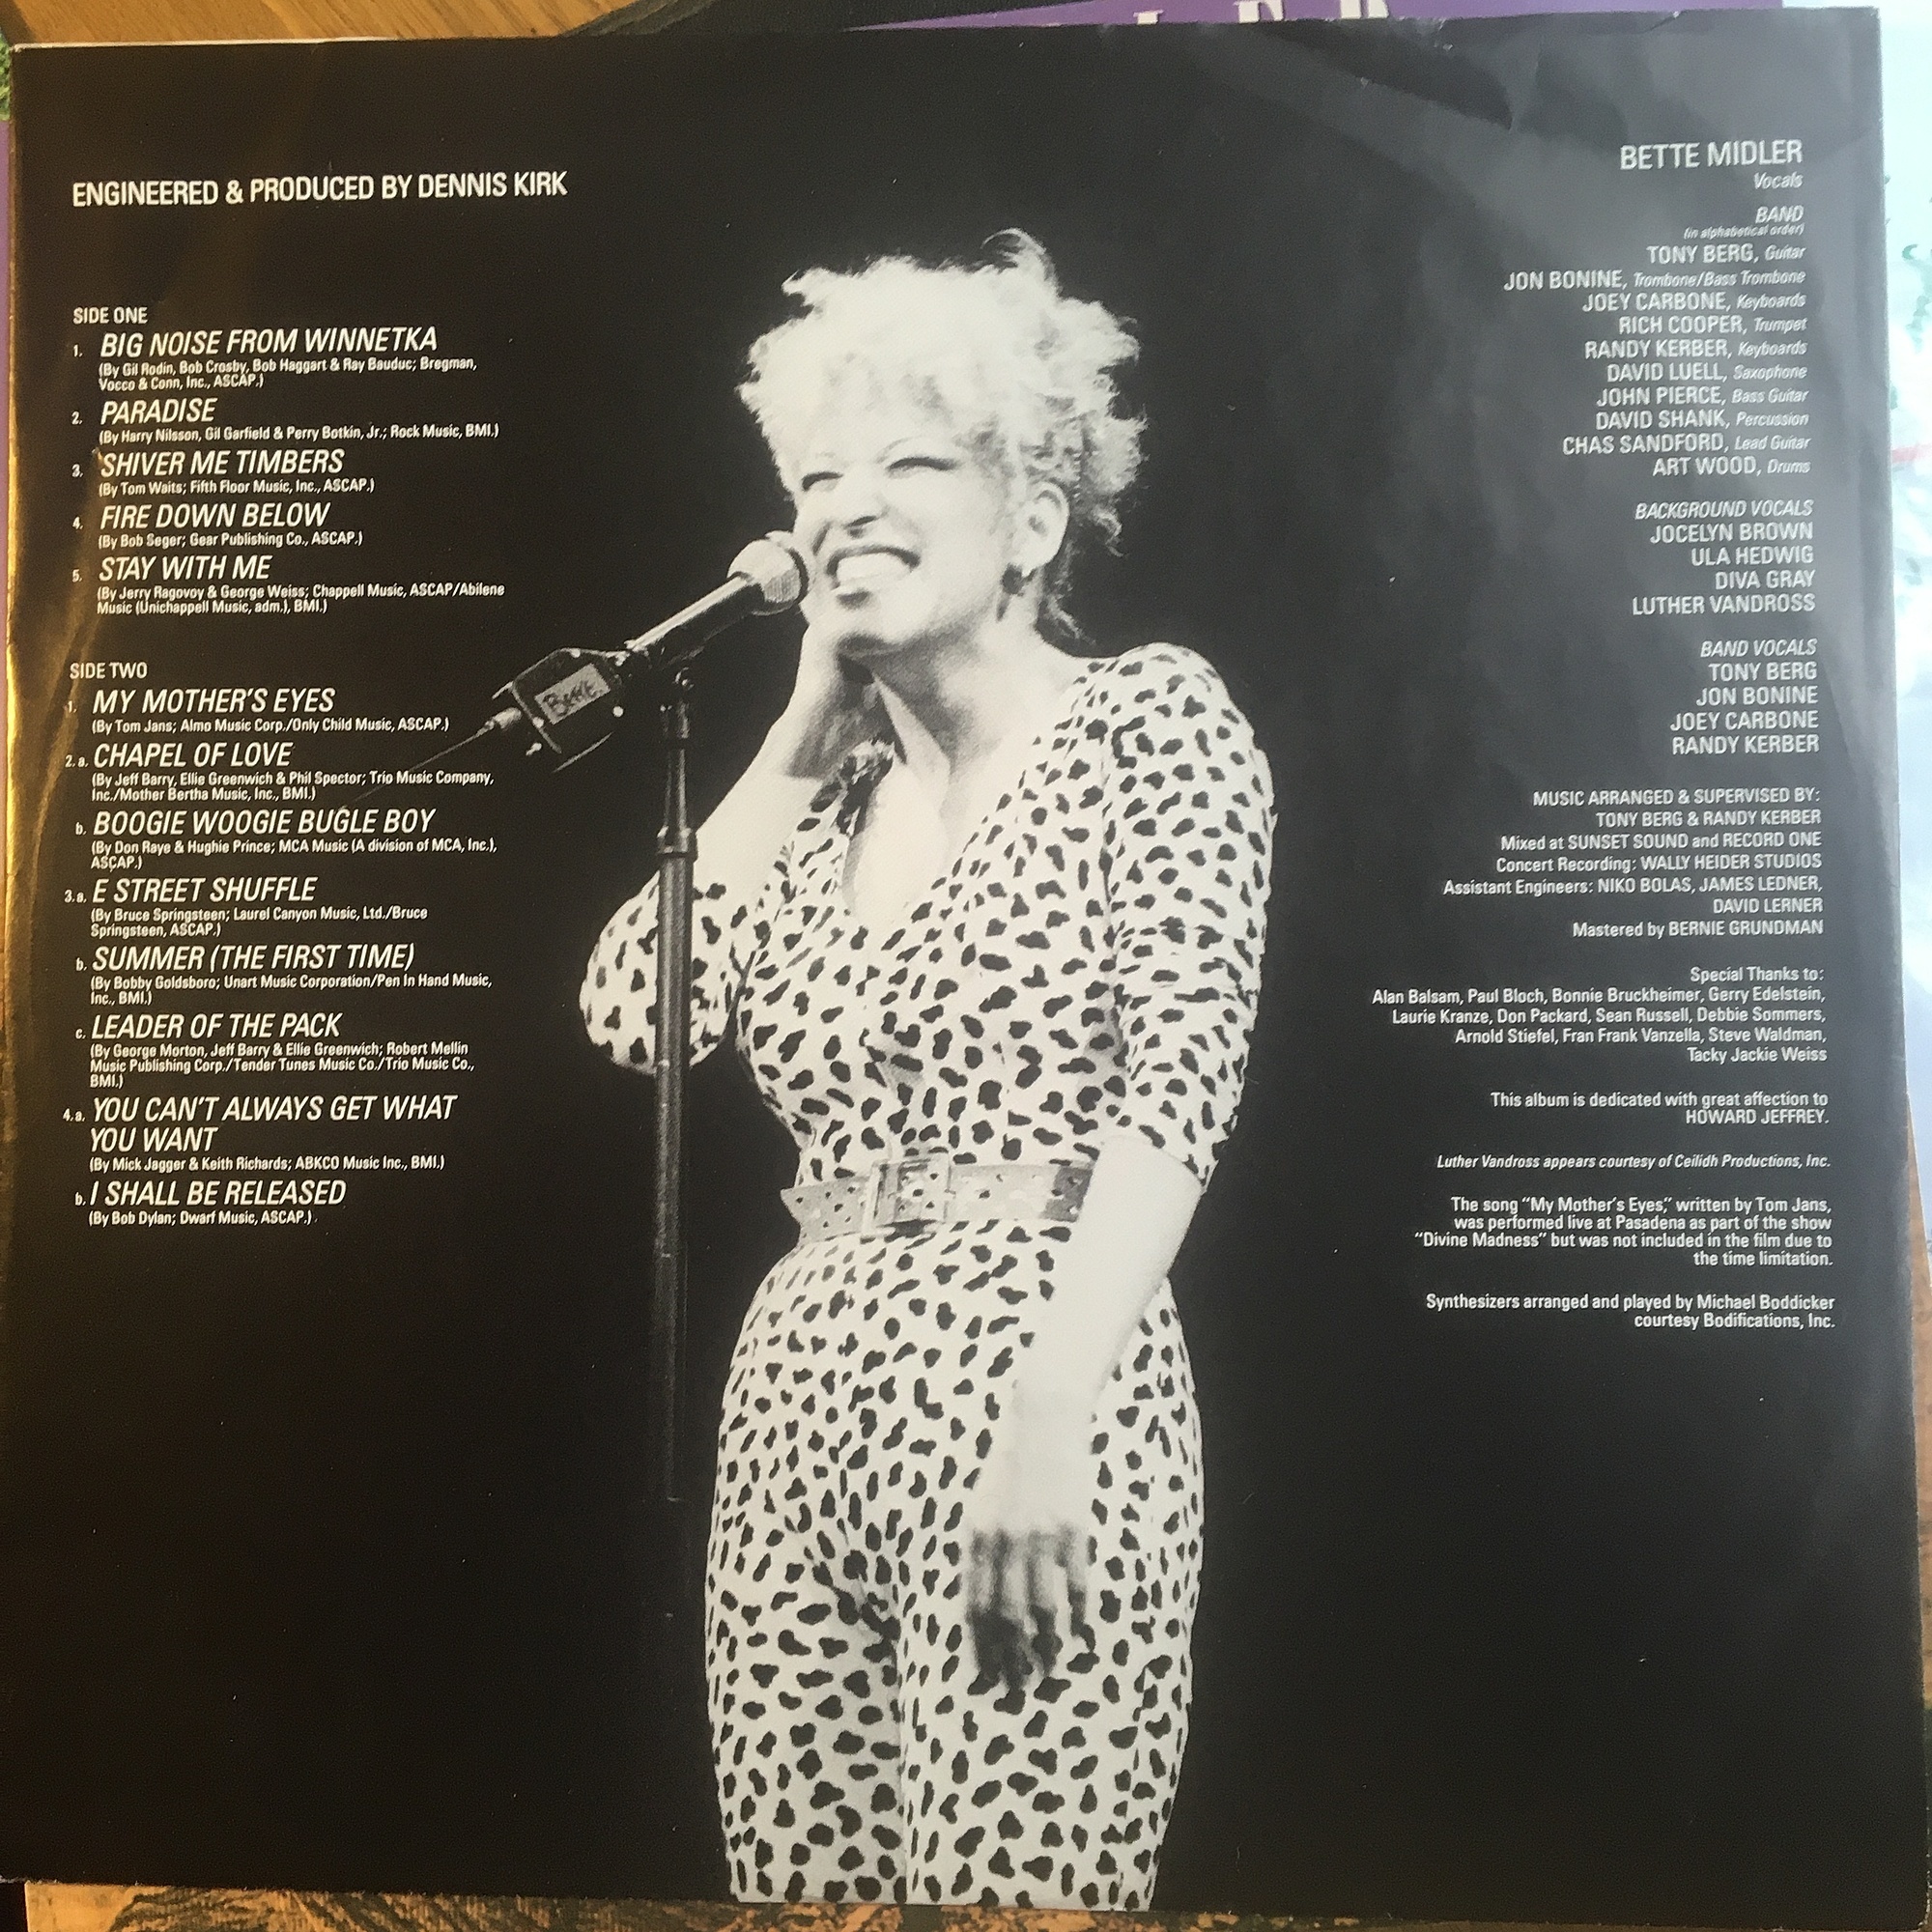 LER
ENGINEERED & PRODUCED BY DENNIS KIRK
SIDE ONE
1. BIG NOISE FROM WINNETKA
(By Gil Rodin, Bob Crosby, Bob Haggart & Ray Bauduc; Bregman,
Vocco & Conn, Inc., ASCAP.)
2. PARADISE
(By Harry Nilsson, Gil Garfield & Perry Botkin, Jr.; Rock Music, BMI.)
3. SHIVER ME TIMBERS
(By Tom Waits; Fifth Floor Music, Inc., ASCAP.)
4. FIRE DOWN BELOW
(By Bob Seger; Gear Publishing Co., ASCAP.)
5. STAY WITH ME
(By Jerry Ragovoy & George Weiss; Chappell Music, ASCAP/Abilene
Music (Unichappell Music, adm.), BMI.)
SIDE TWO
1. MY MOTHER'S EYES
(By Tom Jans; Almo Music Corp./Only Child Music, ASCAP.)
2. a. CHAPEL OF LOVE
(By Jeff Barry, Ellie Greenwich & Phil Spector; Trio Music Company,
Inc./Mother Bertha Music, Inc., BMI.)
b. BOOGIE WOOGIE BUGLE BOY
(By Don Raye & Hughie Prince; MCA Music (A division of MCA, Inc.),
ASCAP.)
3. a. E STREET SHUFFLE
(By Bruce Springsteen; Laurel Canyon Music, Ltd./Bruce
Springsteen, ASCAP.)
b. SUMMER (THE FIRST TIME)
(By Bobby Goldsboro; Unart Music Corporation/Pen In Hand Music,
Inc., BMI.)
c. LEADER OF THE PACK
(By George Morton, Jeff Barry & Ellie Greenwich; Robert Mellin
Music Publishing Corp./Tender Tunes Music Co./Trio Music Co.,
BMI.)
4. a. YOU CAN'T ALWAYS GET WHAT
YOU WANT
(By Mick Jagger & Keith Richards; ABKCO Music Inc., BMI.)
b. I SHALL BE RELEASED
(By Bob Dylan; Dwarf Music, ASCAP.)
Bette
BETTE MIDLER
Vocals
BAND
(in alphabetical order)
TONY BERG, Guitar
JON BONINE, Trombone/Bass Trombone
JOEY CARBONE, Keyboards
RICH COOPER, Trumpet
RANDY KERBER, Keyboards
DAVID LUELL, Saxophone
JOHN PIERCE, Bass Guitar
DAVID SHANK, Percussion
CHAS SANDFORD, Lead Guitar
ART WOOD, Drums
BACKGROUND VOCALS
JOCELYN BROWN
ULA HEDWIG
DIVA GRAY
LUTHER VANDROSS
BAND VOCALS
TONY BERG
JON BONINE
JOEY CARBONE
RANDY KERBER
MUSIC ARRANGED & SUPERVISED BY:
TONY BERG & RANDY KERBER
Mixed at SUNSET SOUND and RECORD ONE
Concert Recording: WALLY HEIDER STUDIOS
Assistant Engineers: NIKO BOLAS, JAMES LEDNER,
DAVID LERNER
Mastered by BERNIE GRUNDMAN
Special Thanks to:
Alan Balsam, Paul Bloch, Bonnie Bruckheimer, Gerry Edelstein,
Laurie Kranze, Don Packard, Sean Russell, Debbie Sommers,
Arnold Stiefel, Fran Frank Vanzella, Steve Waldman,
Tacky Jackie Weiss
This album is dedicated with great affection to
HOWARD JEFFREY.
Luther Vandross appears courtesy of Ceilidh Productions, Inc.
The song "My Mother's Eyes," written by Tom Jans,
was performed live at Pasadena as part of the show
"Divine Madness" but was not included in the film due to
the time limitation.
Synthesizers arranged and played by Michael Boddicker
courtesy Bodifications, Inc.